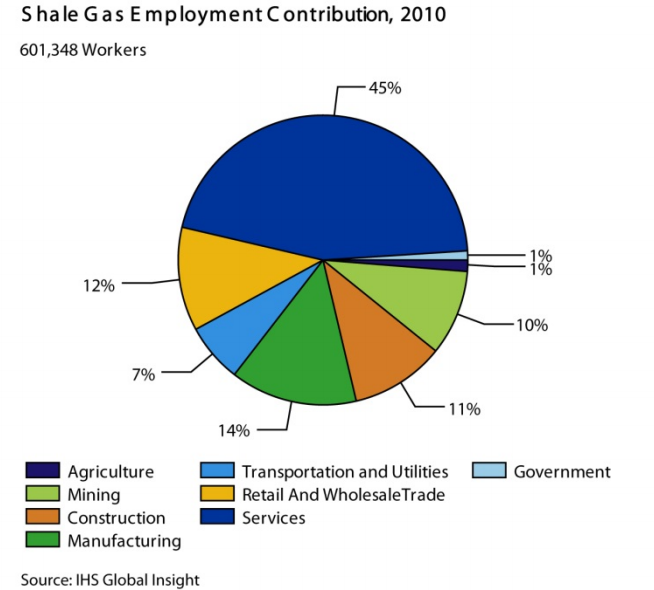 Shale Gas Employment Contribution, 2010
601,348 Workers
45%
1%
1%
12%
10%
7%
11%
14%
Agriculture
Transportation and Utilities
Government
Mining
Retail And WholesaleTrade
Construction
Services
Manufacturing
Source: IHS Global Insight